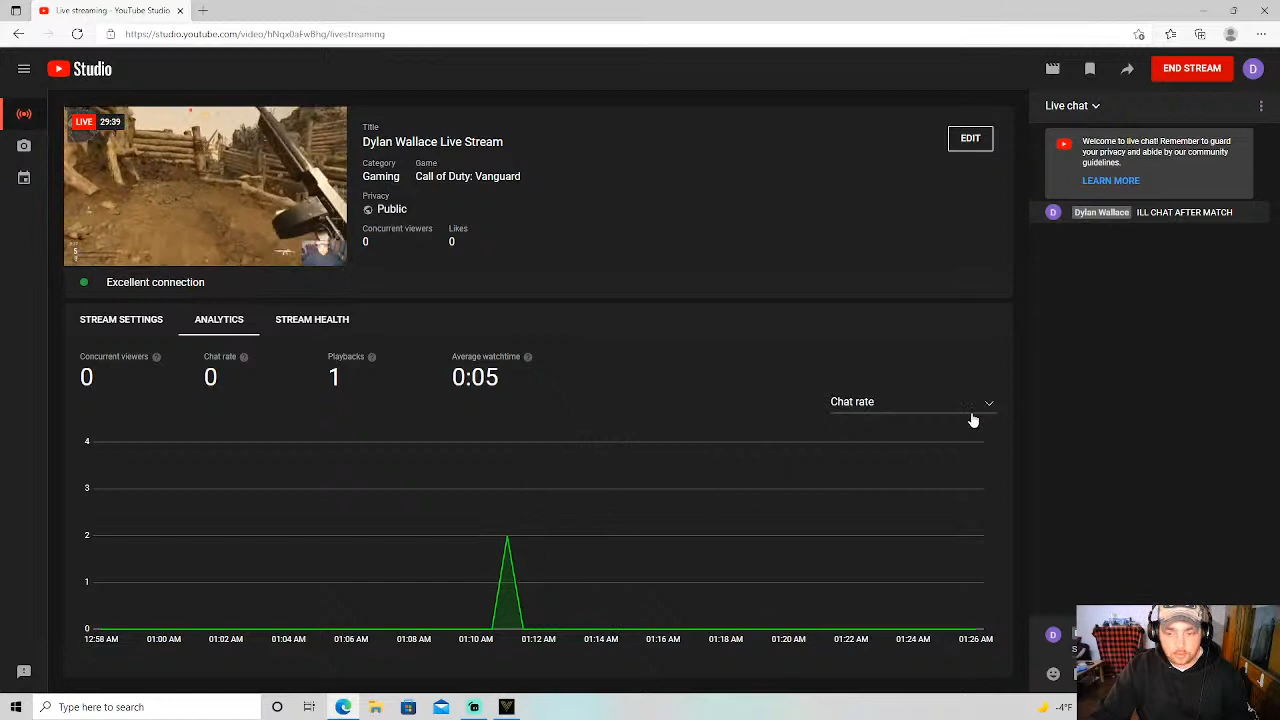 Live streaming - YouTube Studio
https://studio.youtube.com/video/hNqx0aFwBhg/livestreaming
Studio
END STREAM
D
LIVE 29:39
Title
Dylan Wallace Live Stream
EDIT
Category Game
Gaming Call of Duty: Vanguard
Privacy
Public
Concurrent viewers Likes
0 0
Excellent connection
Live chat
Welcome to live chat! Remember to guard
your privacy and abide by our community
guidelines.
LEARN MORE
D Dylan Wallace ILL CHAT AFTER MATCH
STREAM SETTINGS ANALYTICS STREAM HEALTH
Concurrent viewers Chat rate Playbacks Average watchtime
0 0 1 0:05
Chat rate
4
3
2
1
0
12:58 AM 01:00 AM 01:02 AM 01:04 AM 01:06 AM 01:08 AM 01:10 AM 01:12 AM 01:14 AM 01:16 AM 01:18 AM 01:20 AM 01:22 AM 01:24 AM 01:26 AM
D
Type here to search
-4°F